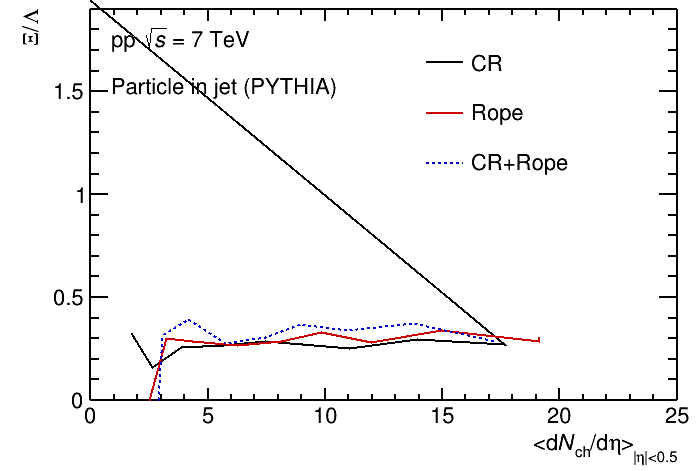 Ξ/Λ
pp √s = 7 TeV
Particle in jet (PYTHIA)
CR
Rope
CR+Rope
1.5
1
0.5
0
0 5 10 15 20 25
<dN_ch/dη>_|η|<0.5